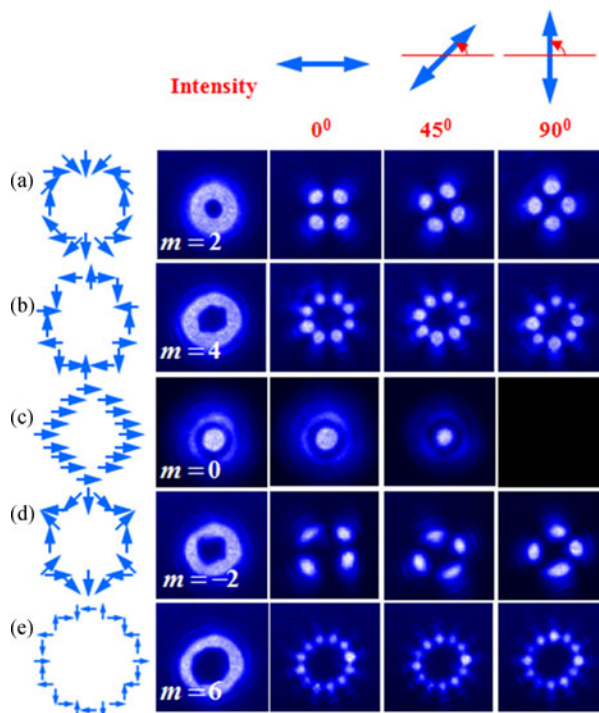 Intensity
0⁰ 45⁰ 90⁰
(a)
m = 2
(b)
m = 4
(c)
m = 0
(d)
m = −2
(e)
m = 6